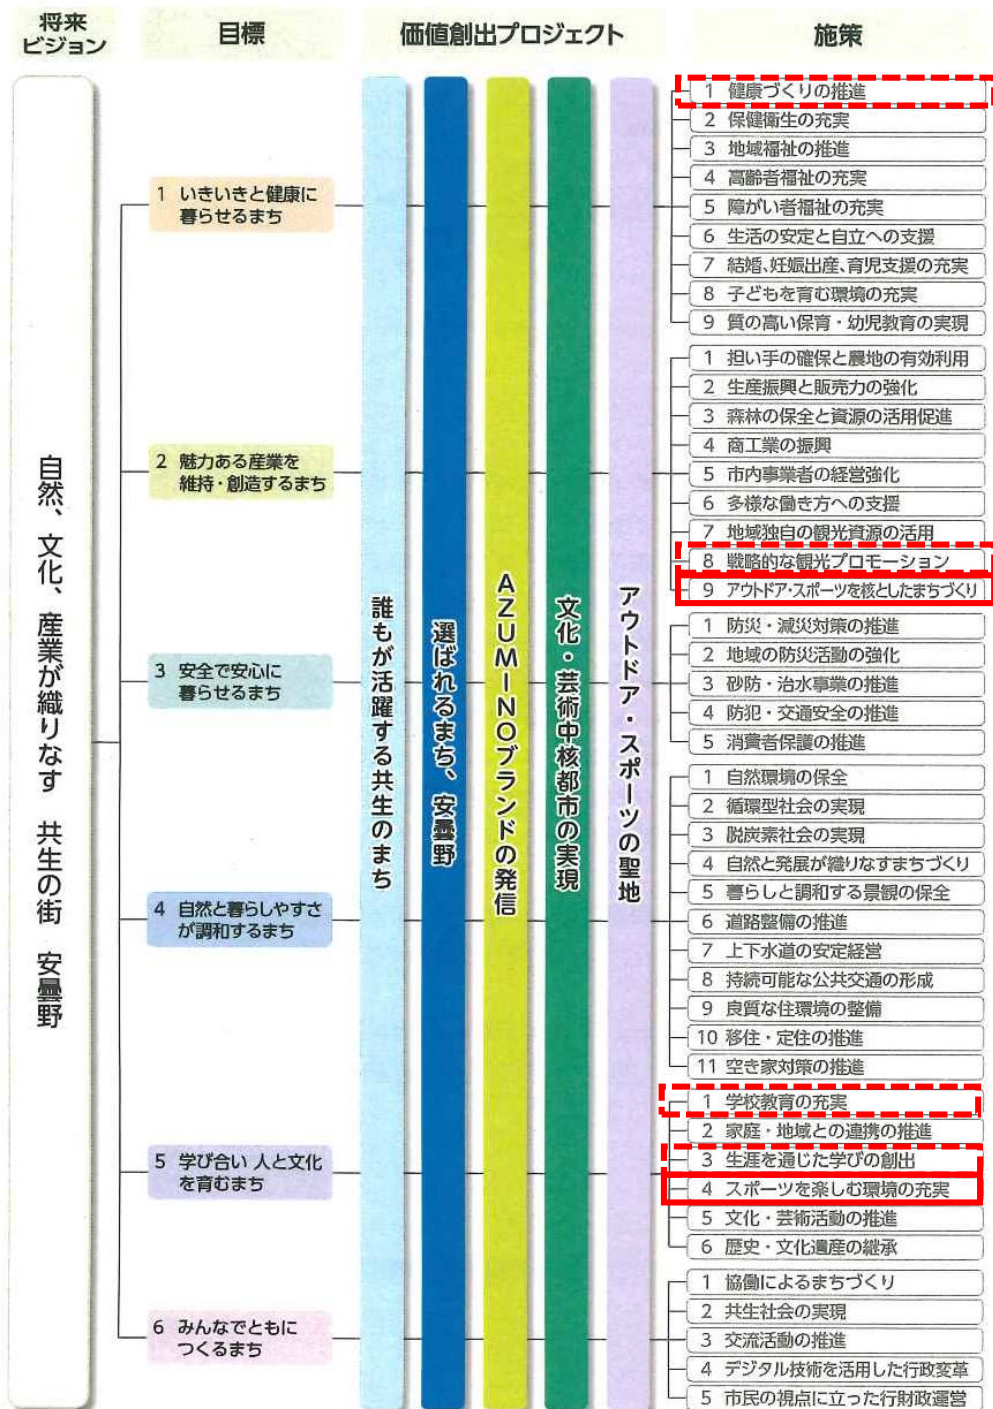 将来
ビジョン
目標
価値創出プロジェクト
施策
自然、文化、産業が織りなす 共生の街 安曇野
1 いきいきと健康に
暮らせるまち
2 魅力ある産業を
維持・創造するまち
3 安全で安心に
暮らせるまち
4 自然と暮らしやすさ
が調和するまち
5 学び合い 人と文化
を育むまち
6 みんなでともに
つくるまち
誰もが活躍する共生のまち
選ばれるまち、安曇野
AZUMINOブランドの発信
文化・芸術中核都市の実現
アウトドア・スポーツの聖地
1 健康づくりの推進
2 保健衛生の充実
3 地域福祉の推進
4 高齢者福祉の充実
5 障がい者福祉の充実
6 生活の安定と自立への支援
7 結婚、妊娠出産、育児支援の充実
8 子どもを育む環境の充実
9 質の高い保育・幼児教育の実現
1 担い手の確保と農地の有効利用
2 生産振興と販売力の強化
3 森林の保全と資源の活用促進
4 商工業の振興
5 市内事業者の経営強化
6 多様な働き方への支援
7 地域独自の観光資源の活用
8 戦略的な観光プロモーション
9 アウトドア・スポーツを核としたまちづくり
1 防災・減災対策の推進
2 地域の防災活動の強化
3 砂防・治水事業の推進
4 防犯・交通安全の推進
5 消費者保護の推進
1 自然環境の保全
2 循環型社会の実現
3 脱炭素社会の実現
4 自然と発展が織りなすまちづくり
5 暮らしと調和する景観の保全
6 道路整備の推進
7 上下水道の安定経営
8 持続可能な公共交通の形成
9 良質な住環境の整備
10 移住・定住の推進
11 空き家対策の推進
1 学校教育の充実
2 家庭・地域との連携の推進
3 生涯を通じた学びの創出
4 スポーツを楽しむ環境の充実
5 文化・芸術活動の推進
6 歴史・文化遺産の継承
1 協働によるまちづくり
2 共生社会の実現
3 交流活動の推進
4 デジタル技術を活用した行政変革
5 市民の視点に立った行財政運営